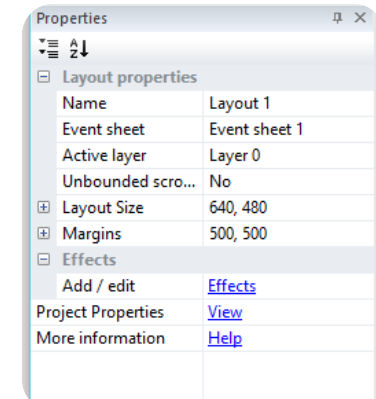 Properties
Layout properties
Name Layout 1
Event sheet Event sheet 1
Active layer Layer 0
Unbounded scro... No
Layout Size 640, 480
Margins 500, 500
Effects
Add / edit Effects
Project Properties View
More information Help